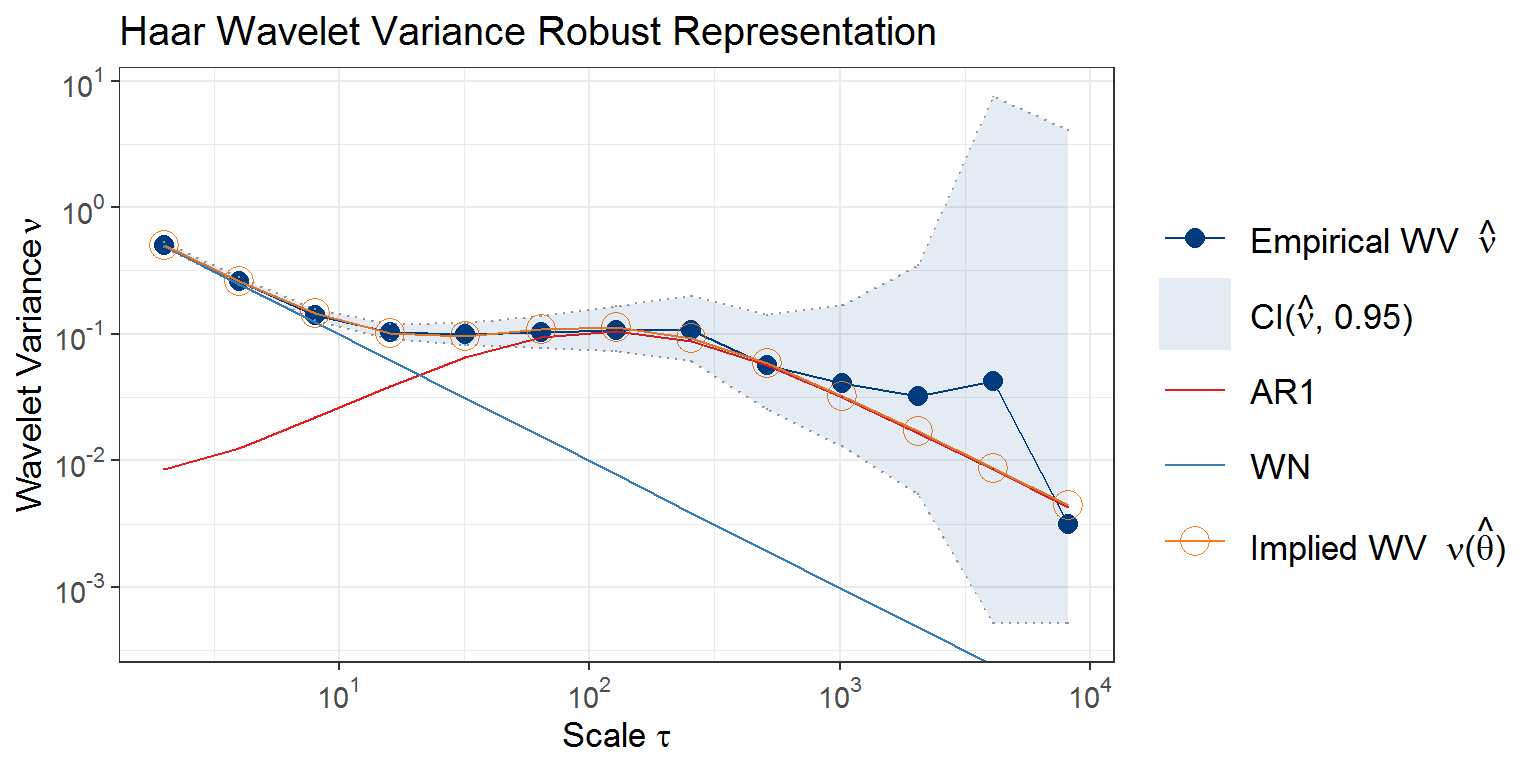 Haar Wavelet Variance Robust Representation
Wavelet Variance ν
10¹
10⁰
10⁻¹
10⁻²
10⁻³
10¹ 10² 10³ 10⁴
Scale τ
Empirical WV ν̂
CI(ν̂, 0.95)
AR1
WN
Implied WV ν(θ̂)